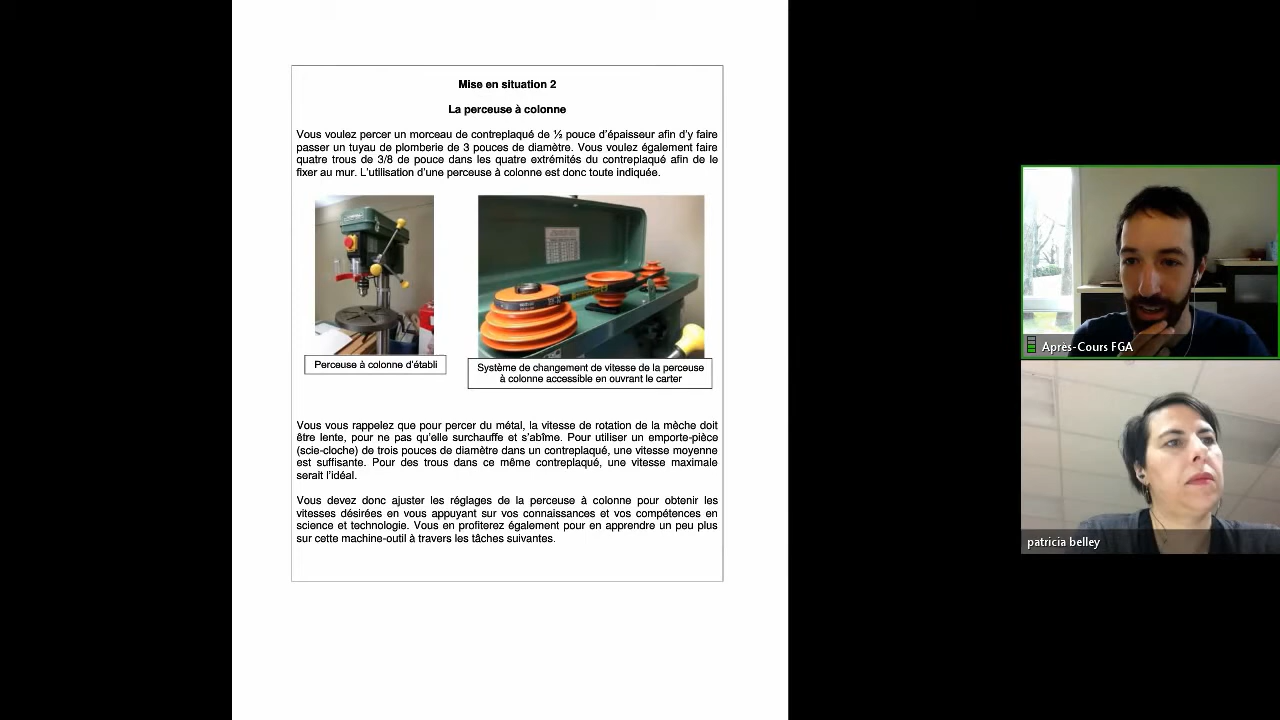 Mise en situation 2
La perceuse à colonne
Vous voulez percer un morceau de contreplaqué de ½ pouce d'épaisseur afin d'y faire
passer un tuyau de plomberie de 3 pouces de diamètre. Vous voulez également faire
quatre trous de 3/8 de pouce dans les quatre extrémités du contreplaqué afin de le
fixer au mur. L'utilisation d'une perceuse à colonne est donc toute indiquée.
Perceuse à colonne d'établi
Système de changement de vitesse de la perceuse
à colonne accessible en ouvrant le carter
Vous vous rappelez que pour percer du métal, la vitesse de rotation de la mèche doit
être lente, pour ne pas qu'elle surchauffe et s'abîme. Pour utiliser un emporte-pièce
(scie-cloche) de trois pouces de diamètre dans un contreplaqué, une vitesse moyenne
est suffisante. Pour des trous dans ce même contreplaqué, une vitesse maximale
serait l'idéal.
Vous devez donc ajuster les réglages de la perceuse à colonne pour obtenir les
vitesses désirées en vous appuyant sur vos connaissances et vos compétences en
science et technologie. Vous en profiterez également pour en apprendre un peu plus
sur cette machine-outil à travers les tâches suivantes.
Après-Cours FGA
patricia belley